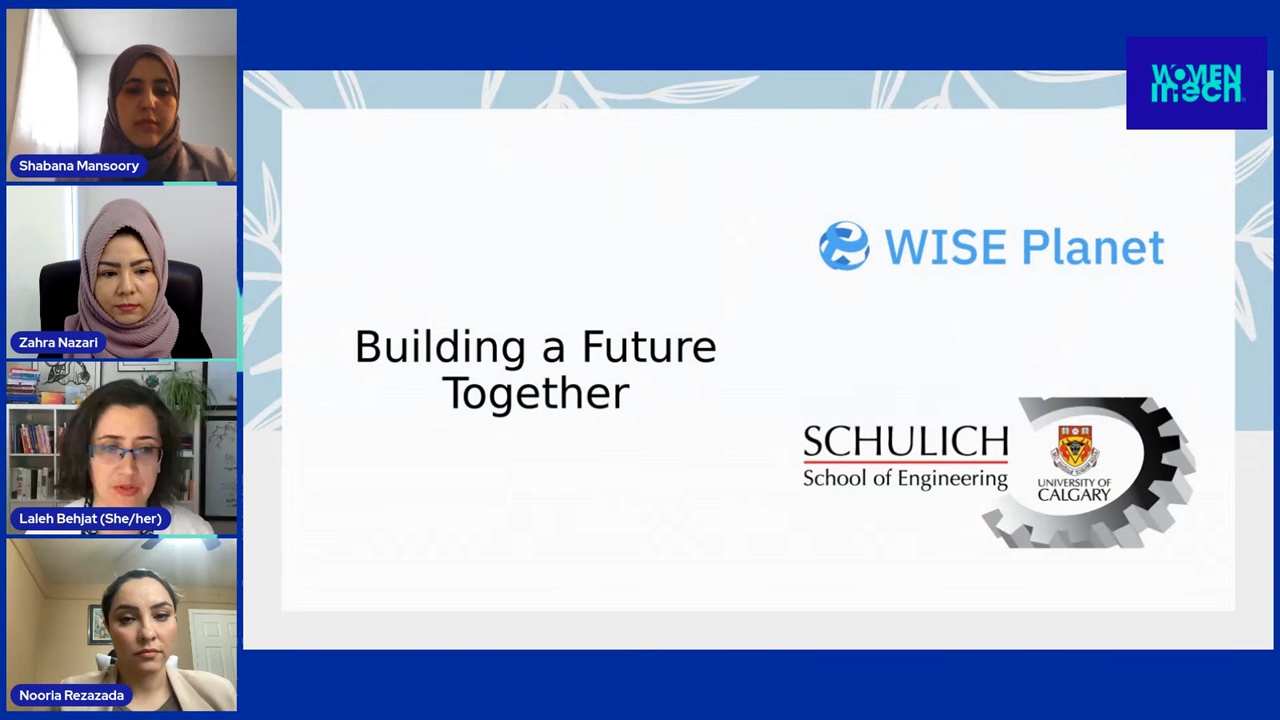 Shabana Mansoory
Zahra Nazari
Laleh Behjat (She/her)
Nooria Rezazada
WOMEN
in TECH
WISE Planet
Building a Future
Together
SCHULICH
School of Engineering
UNIVERSITY OF
CALGARY